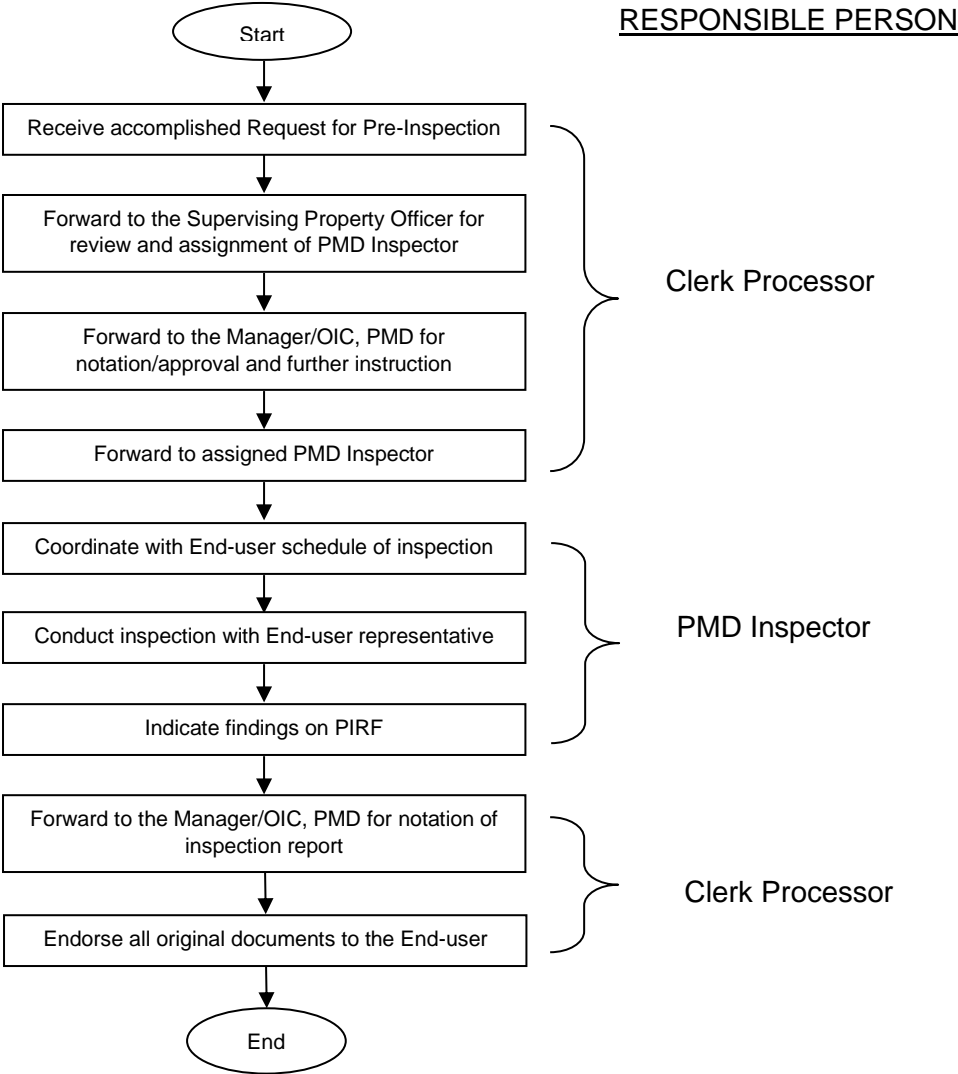 RESPONSIBLE PERSON
Start
Receive accomplished Request for Pre-Inspection
Forward to the Supervising Property Officer for
review and assignment of PMD Inspector
Clerk Processor
Forward to the Manager/OIC, PMD for
notation/approval and further instruction
Forward to assigned PMD Inspector
Coordinate with End-user schedule of inspection
Conduct inspection with End-user representative
PMD Inspector
Indicate findings on PIRF
Forward to the Manager/OIC, PMD for notation of
inspection report
Clerk Processor
Endorse all original documents to the End-user
End